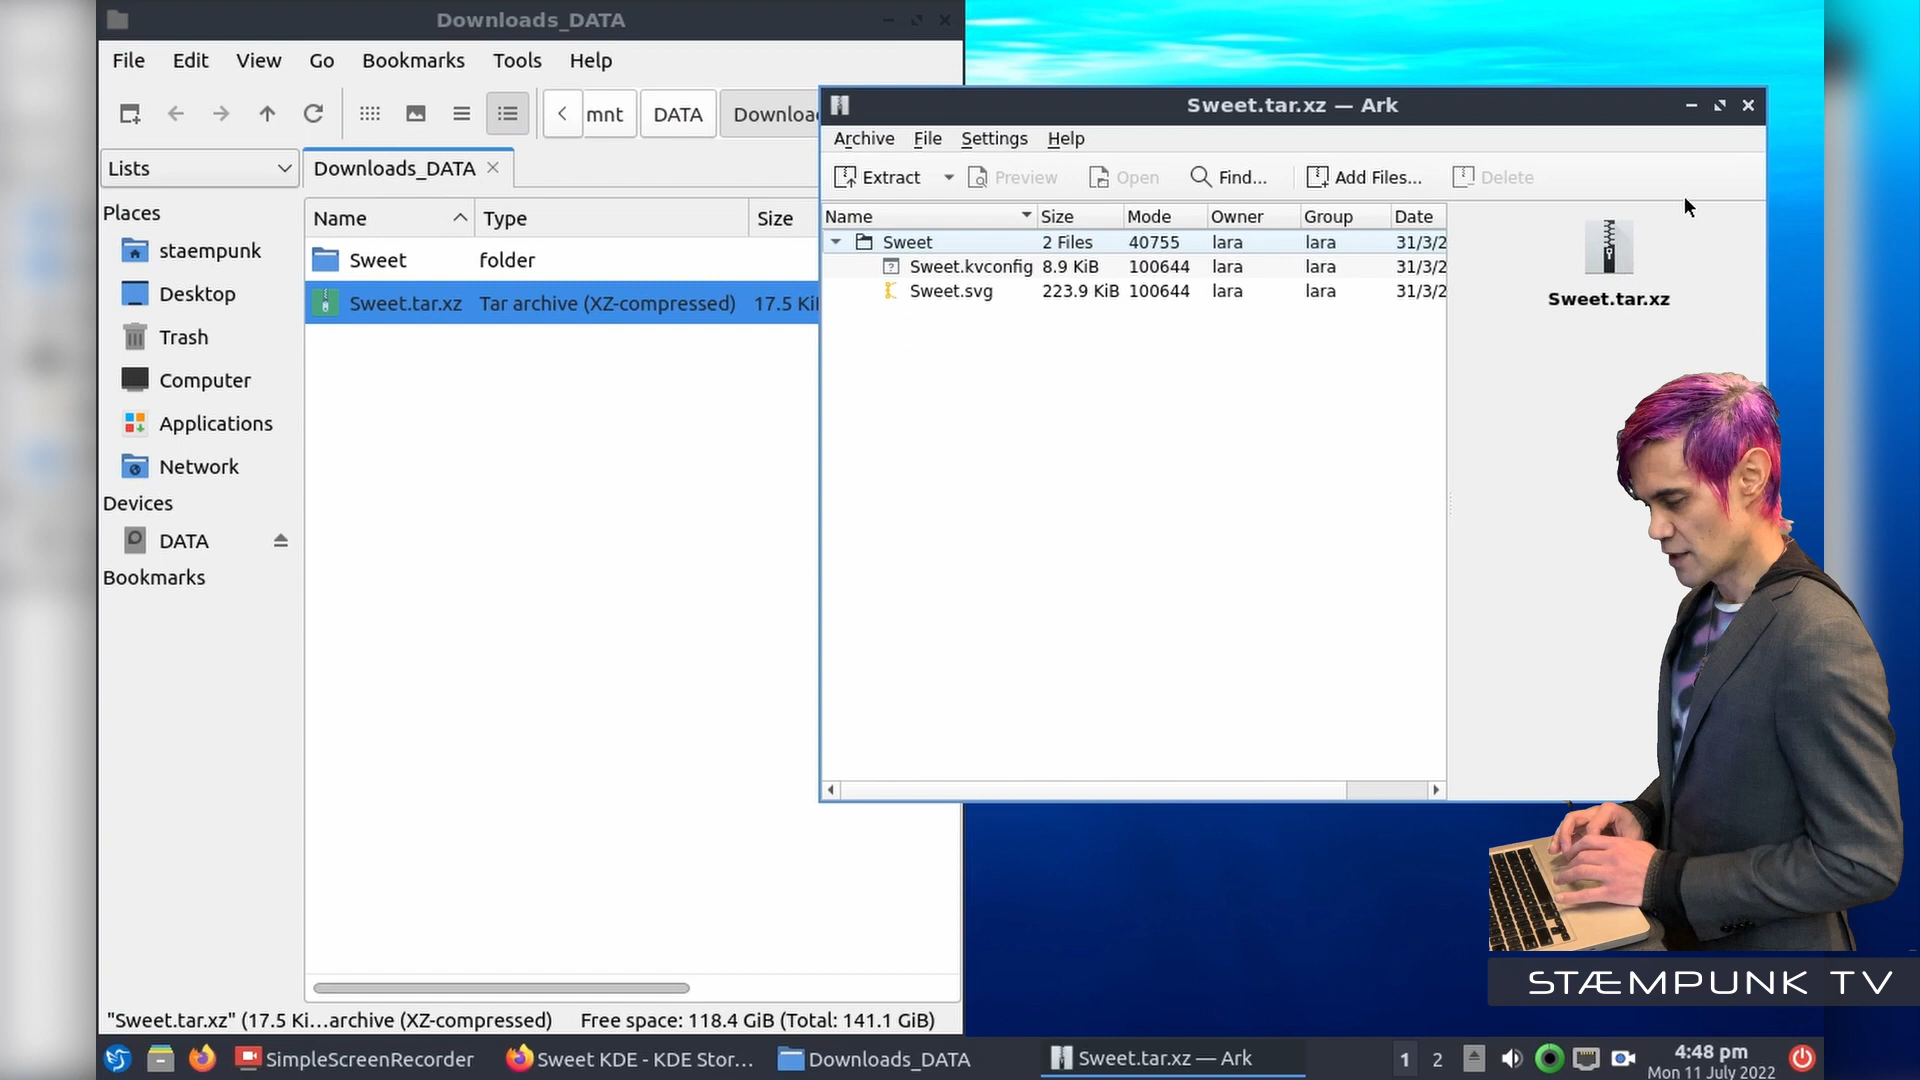 Downloads_DATA
File Edit View Go Bookmarks Tools Help
mnt DATA
Lists
Downloads_DATA
Places
staempunk
Desktop
Trash
Computer
Applications
Network
Devices
DATA
Bookmarks
Name Type Size
Sweet folder
Sweet.tar.xz Tar archive (XZ-compressed) 17.5
"Sweet.tar.xz" (17.5 Ki...archive (XZ-compressed) Free space: 118.4 GiB (Total: 141.1 GiB)
Sweet.tar.xz — Ark
Archive File Settings Help
Extract Preview Open Find... Add Files... Delete
Name Size Mode Owner Group Date
Sweet 2 Files 40755 lara lara 31/3/2
Sweet.kvconfig 8.9 KiB 100644 lara lara 31/3/2
Sweet.svg 223.9 KiB 100644 lara lara 31/3/2
Sweet.tar.xz
STÆMPUNK TV
SimpleScreenRecorder Sweet KDE - KDE Stor... Downloads_DATA Sweet.tar.xz — Ark 1 2 4:48 pm
Mon 11 July 2022